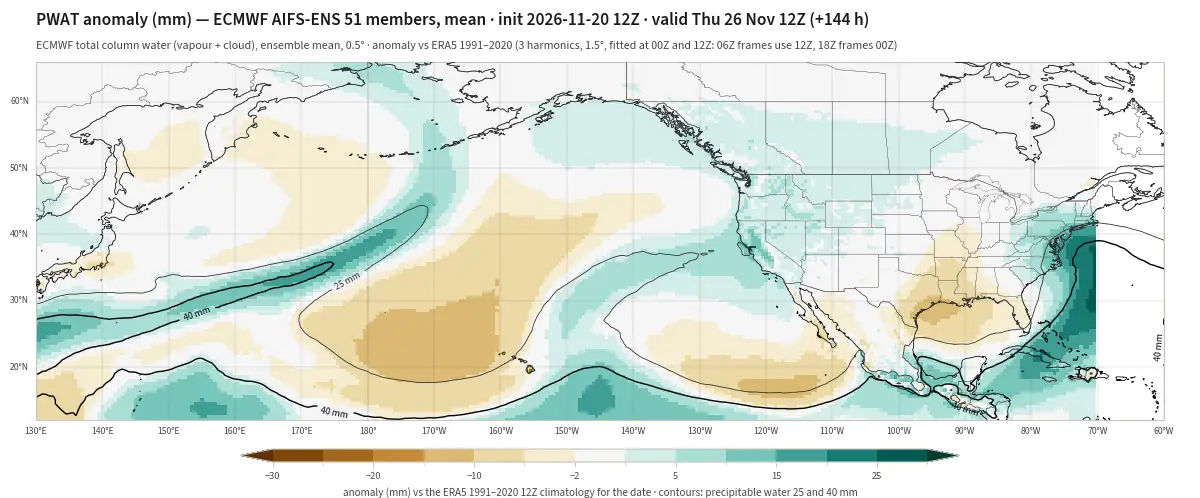 PWAT anomaly (mm) — ECMWF AIFS-ENS 51 members, mean · init 2026-11-20 12Z · valid Thu 26 Nov 12Z (+144 h)
ECMWF total column water (vapour + cloud), ensemble mean, 0.5° · anomaly vs ERA5 1991–2020 (3 harmonics, 1.5°, fitted at 00Z and 12Z: 06Z frames use 12Z, 18Z frames 00Z)
60°N
50°N
40°N
30°N
20°N
25 mm
40 mm
40 mm
40 mm
40 mm
130°E 140°E 150°E 160°E 170°E 180° 170°W 160°W 150°W 140°W 130°W 120°W 110°W 100°W 90°W 80°W 70°W 60°W
−30 −20 −10 −2 5 15 25
anomaly (mm) vs the ERA5 1991–2020 12Z climatology for the date · contours: precipitable water 25 and 40 mm